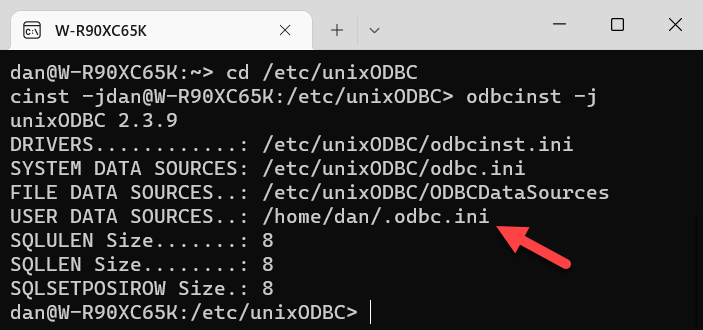 W-R90XC65K
dan@W-R90XC65K:~> cd /etc/unixODBC
cinst -jdan@W-R90XC65K:/etc/unixODBC> odbcinst -j
unixODBC 2.3.9
DRIVERS............: /etc/unixODBC/odbcinst.ini
SYSTEM DATA SOURCES: /etc/unixODBC/odbc.ini
FILE DATA SOURCES..: /etc/unixODBC/ODBCDataSources
USER DATA SOURCES..: /home/dan/.odbc.ini
SQLULEN Size.......: 8
SQLLEN Size........: 8
SQLSETPOSIROW Size.: 8
dan@W-R90XC65K:/etc/unixODBC>